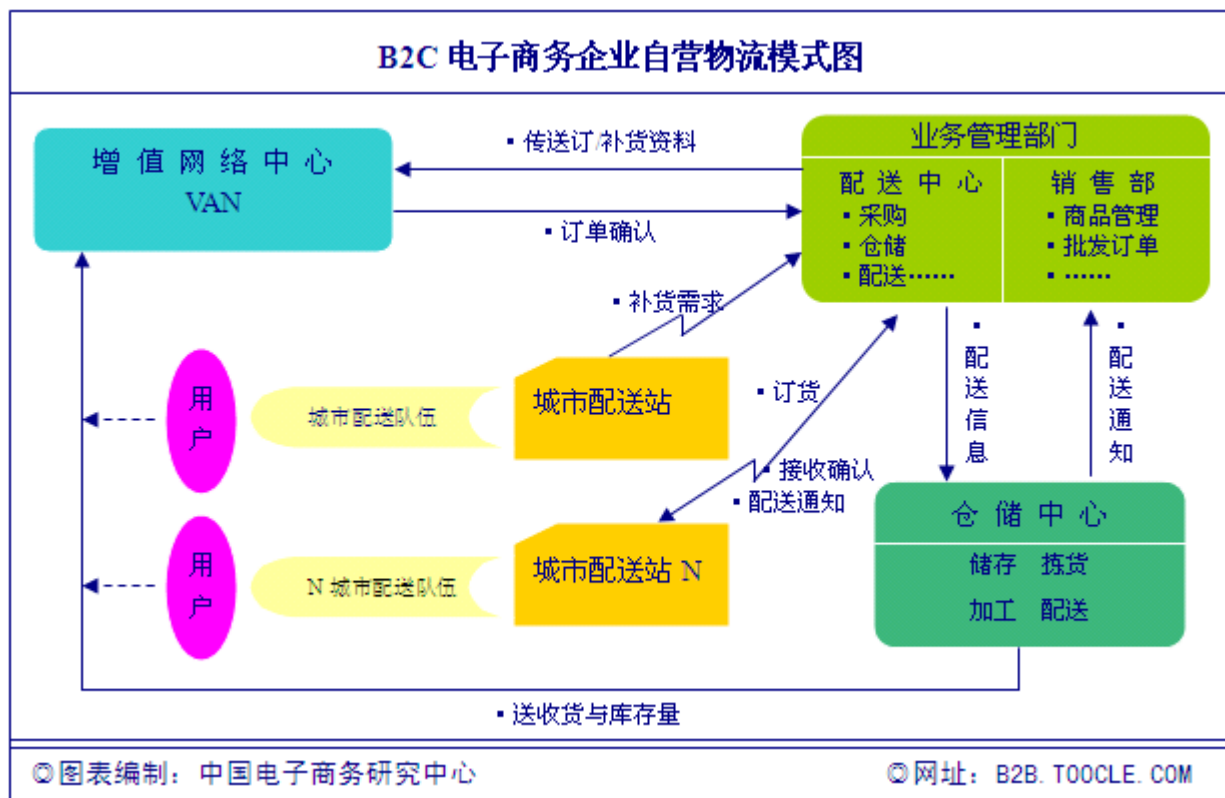 B2C 电子商务企业自营物流模式图
增 值 网 络 中 心
VAN
▪ 传送订/补货资料
▪ 订单确认
业务管理部门
配 送 中 心
▪ 采购
▪ 仓储
▪ 配送……
销 售 部
▪ 商品管理
▪ 批发订单
▪ ……
▪ 补货需求
用户
城市配送队伍
城市配送站
▪ 订货
▪ 接收确认
▪ 配送通知
▪ 配送信息
▪ 配送通知
用户
N 城市配送队伍
城市配送站 N
仓 储 中 心
储存 拣货
加工 配送
▪ 送收货与库存量
◎图表编制：中国电子商务研究中心
◎网址：B2B.TOOCLE.COM